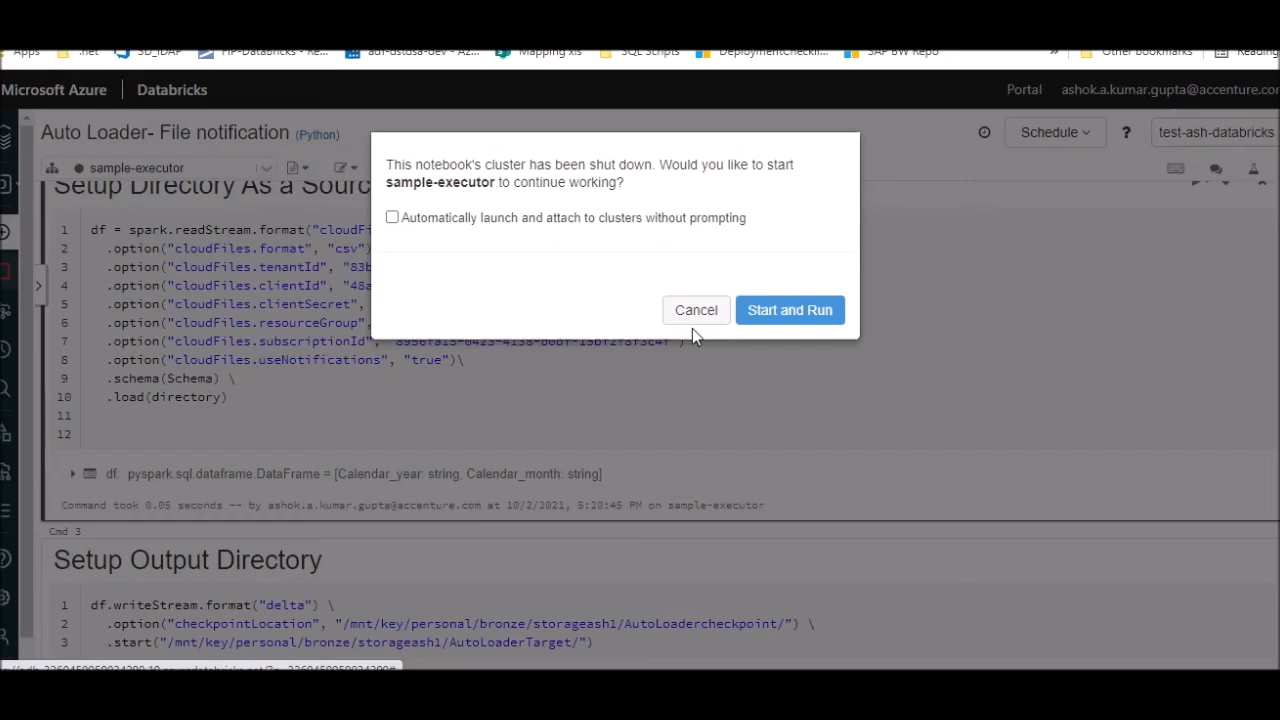 Apps .net SD_IDAP FIP-Databricks - Re... adf-dstdusa-dev - Az... Mapping xls SQL Scripts DeploymentCheckli... SAP BW Repo » Other bookmarks Reading
Microsoft Azure Databricks Portal ashok.a.kumar.gupta@accenture.co
Auto Loader- File notification (Python) Schedule ? test-ash-databricks
sample-executor
This notebook's cluster has been shut down. Would you like to start
sample-executor to continue working?
Automatically launch and attach to clusters without prompting
Cancel Start and Run
Setup Directory As a Sourc
1 df = spark.readStream.format("cloudFi
2 .option("cloudFiles.format", "csv")
3 .option("cloudFiles.tenantId", "83b
4 .option("cloudFiles.clientId", "48a
5 .option("cloudFiles.clientSecret",
6 .option("cloudFiles.resourceGroup",
7 .option("cloudFiles.subscriptionId",
8 .option("cloudFiles.useNotifications", "true")\
9 .schema(Schema) \
10 .load(directory)
11
12
df: pyspark.sql.dataframe.DataFrame = [Calendar_year: string, Calendar_month: string]
Command took 0.05 seconds -- by ashok.a.kumar.gupta@accenture.com at 10/2/2021, 5:20:45 PM on sample-executor
Cmd 3
Setup Output Directory
1 df.writeStream.format("delta") \
2 .option("checkpointLocation", "/mnt/key/personal/bronze/storageash1/AutoLoadercheckpoint/") \
3 .start("/mnt/key/personal/bronze/storageash1/AutoLoaderTarget/")